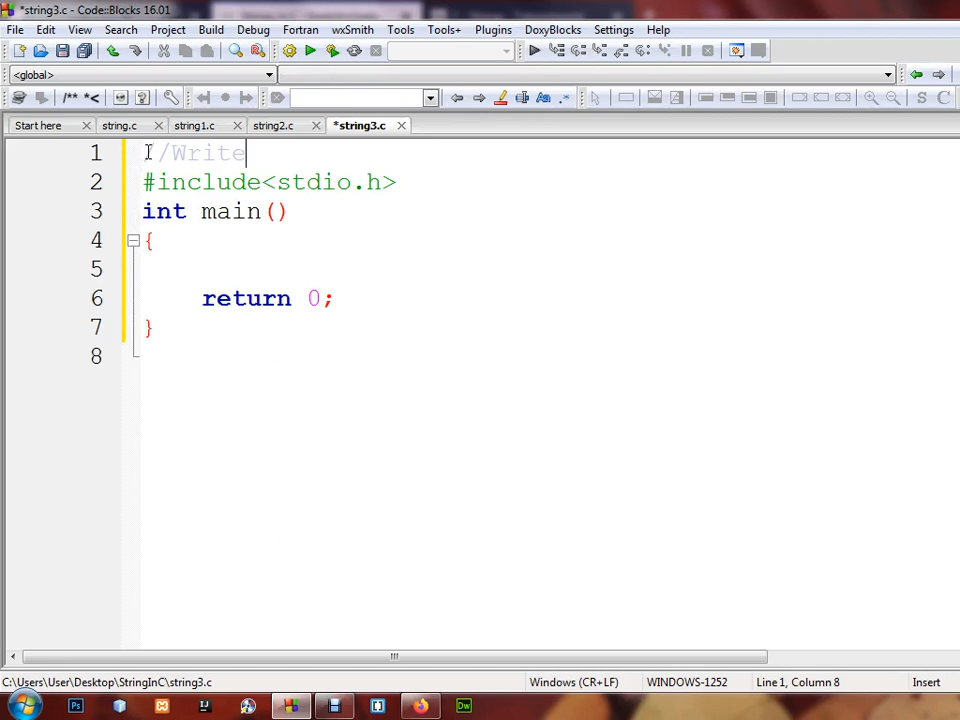 *string3.c - Code::Blocks 16.01
File Edit View Search Project Build Debug Fortran wxSmith Tools Tools+ Plugins DoxyBlocks Settings Help
<global>
/** *<
Start here string.c string1.c string2.c *string3.c
1 //Write
2 #include<stdio.h>
3 int main()
4 {
5
6 return 0;
7 }
8
C:\Users\User\Desktop\StringInC\string3.c Windows (CR+LF) WINDOWS-1252 Line 1, Column 8 Insert
Ps IJ Dw